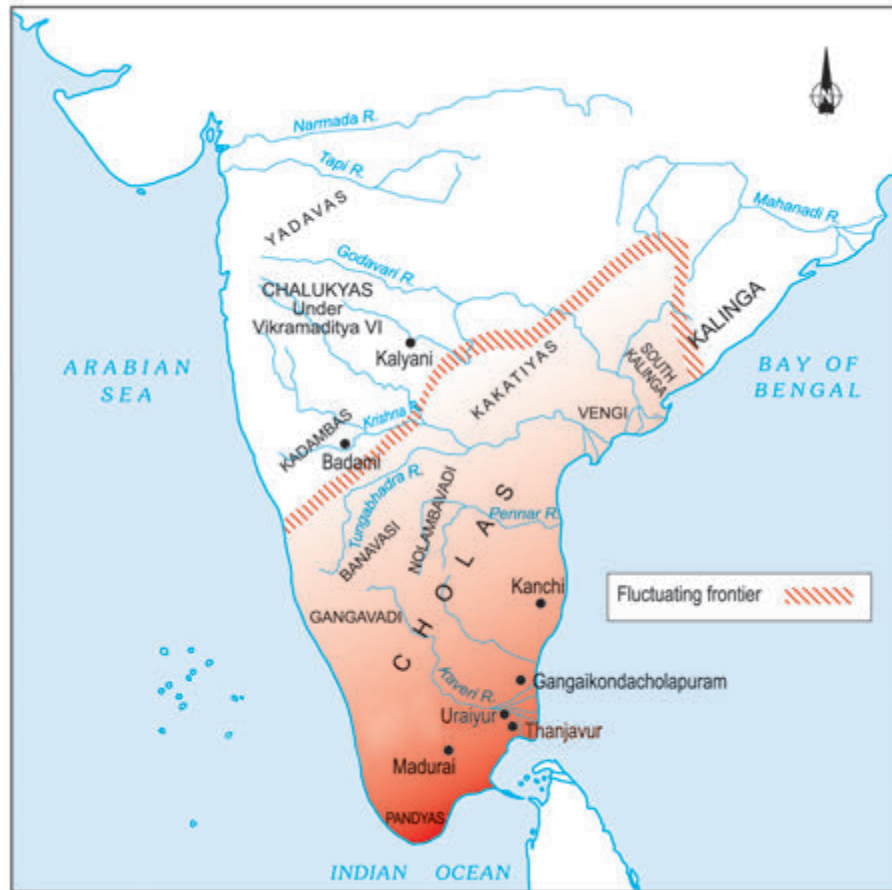 N
Narmada R.
Tapi R.
Mahanadi R.
YADAVAS
Godavari R.
CHALUKYAS
Under
Vikramaditya VI
KALINGA
Kalyani
SOUTH
KALINGA
ARABIAN
SEA
BAY OF
BENGAL
KAKATIYAS
VENGI
Krishna R.
KADAMBAS
Badami
Tungabhadra R.
NOLAMBAVADI
CHOLAS
Pennar R.
BANAVASI
Kanchi
Fluctuating frontier
GANGAVADI
Kaveri R.
Gangaikondacholapuram
Uraiyur
Thanjavur
Madurai
PANDYAS
INDIAN OCEAN